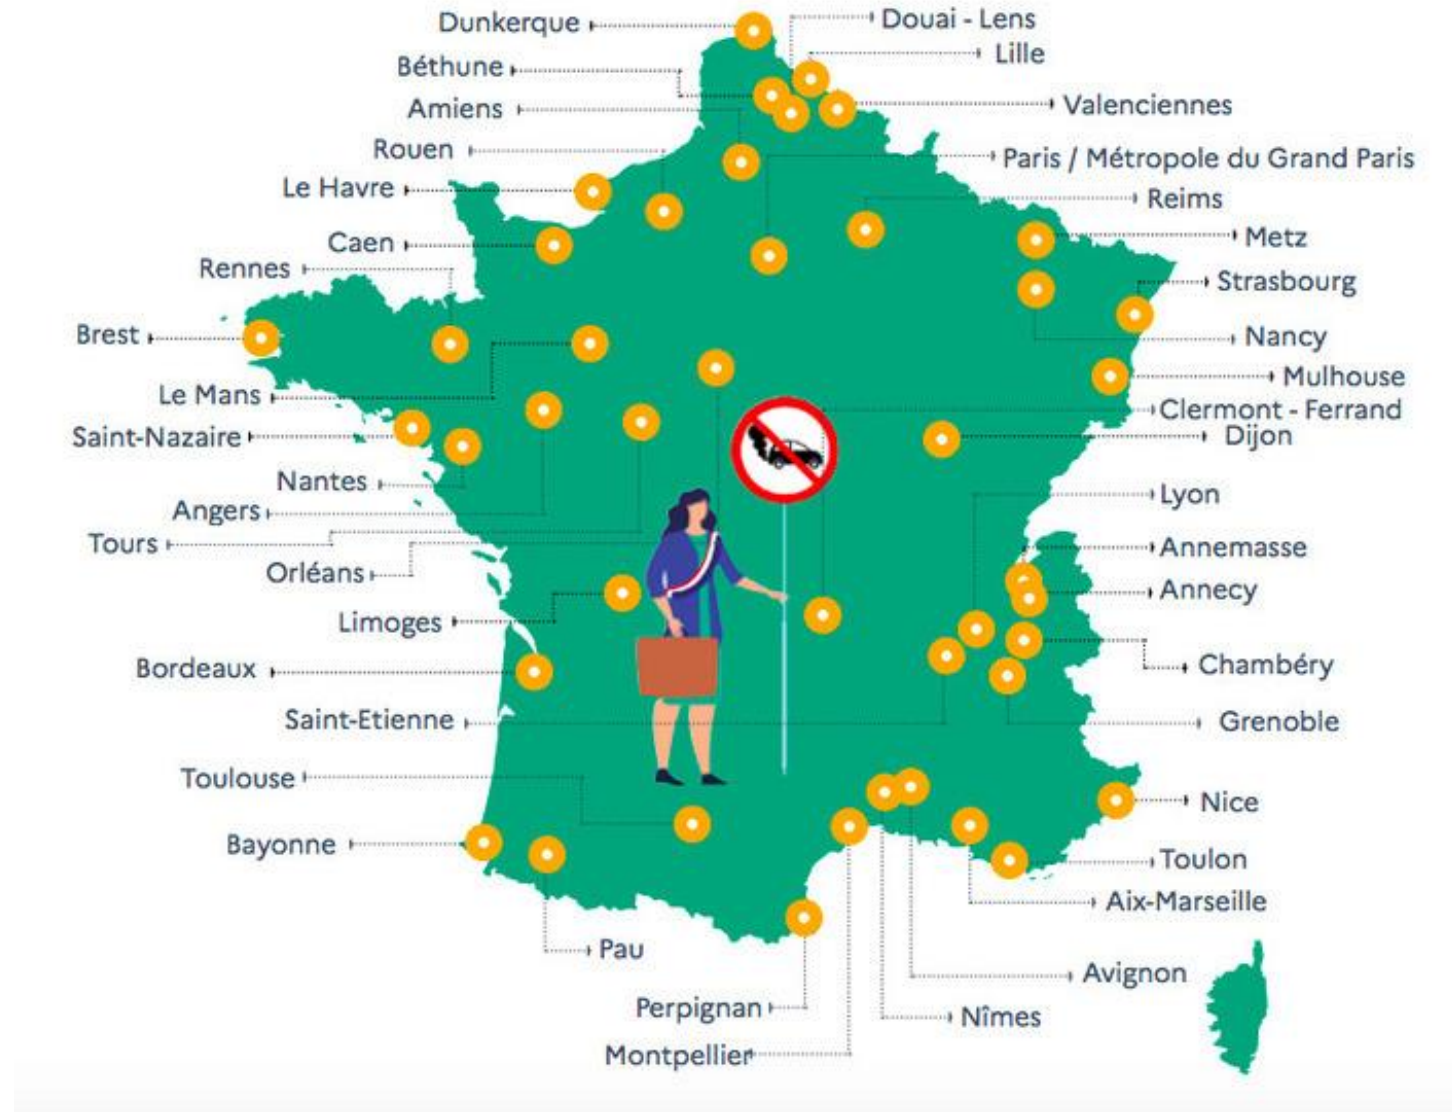 Dunkerque
Douai - Lens
Lille
Béthune
Amiens
Valenciennes
Rouen
Paris / Métropole du Grand Paris
Le Havre
Reims
Caen
Metz
Rennes
Strasbourg
Brest
Nancy
Mulhouse
Le Mans
Clermont - Ferrand
Saint-Nazaire
Dijon
Nantes
Lyon
Angers
Tours
Annemasse
Orléans
Annecy
Limoges
Bordeaux
Chambéry
Saint-Etienne
Grenoble
Toulouse
Nice
Bayonne
Toulon
Aix-Marseille
Pau
Avignon
Perpignan
Nîmes
Montpellier